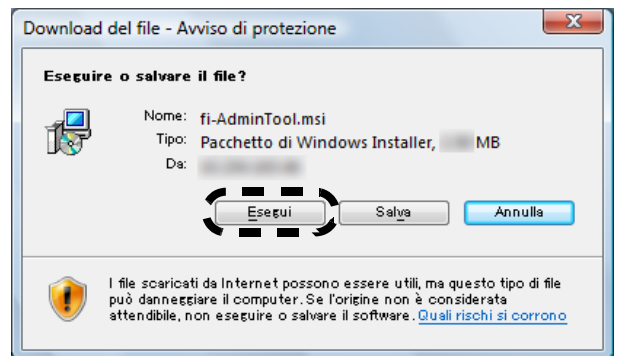 Download del file - Avviso di protezione
Eseguire o salvare il file?
Nome: fi-AdminTool.msi
Tipo: Pacchetto di Windows Installer, MB
Da:
Esegui
Salva
Annulla
I file scaricati da Internet possono essere utili, ma questo tipo di file
può danneggiare il computer. Se l'origine non è considerata
attendibile, non eseguire o salvare il software. Quali rischi si corrono